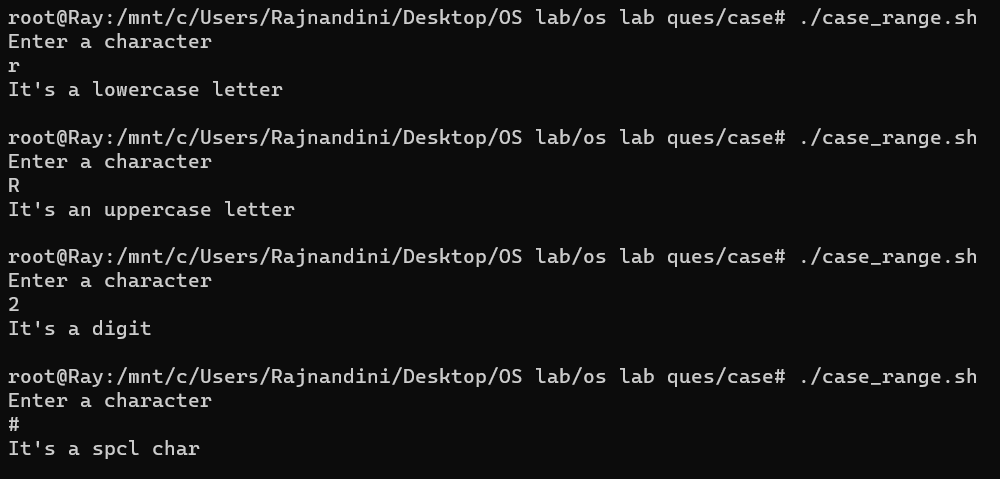 root@Ray:/mnt/c/Users/Rajnandini/Desktop/OS lab/os lab ques/case# ./case_range.sh
Enter a character
r
It's a lowercase letter
root@Ray:/mnt/c/Users/Rajnandini/Desktop/OS lab/os lab ques/case# ./case_range.sh
Enter a character
R
It's an uppercase letter
root@Ray:/mnt/c/Users/Rajnandini/Desktop/OS lab/os lab ques/case# ./case_range.sh
Enter a character
2
It's a digit
root@Ray:/mnt/c/Users/Rajnandini/Desktop/OS lab/os lab ques/case# ./case_range.sh
Enter a character
#
It's a spcl char